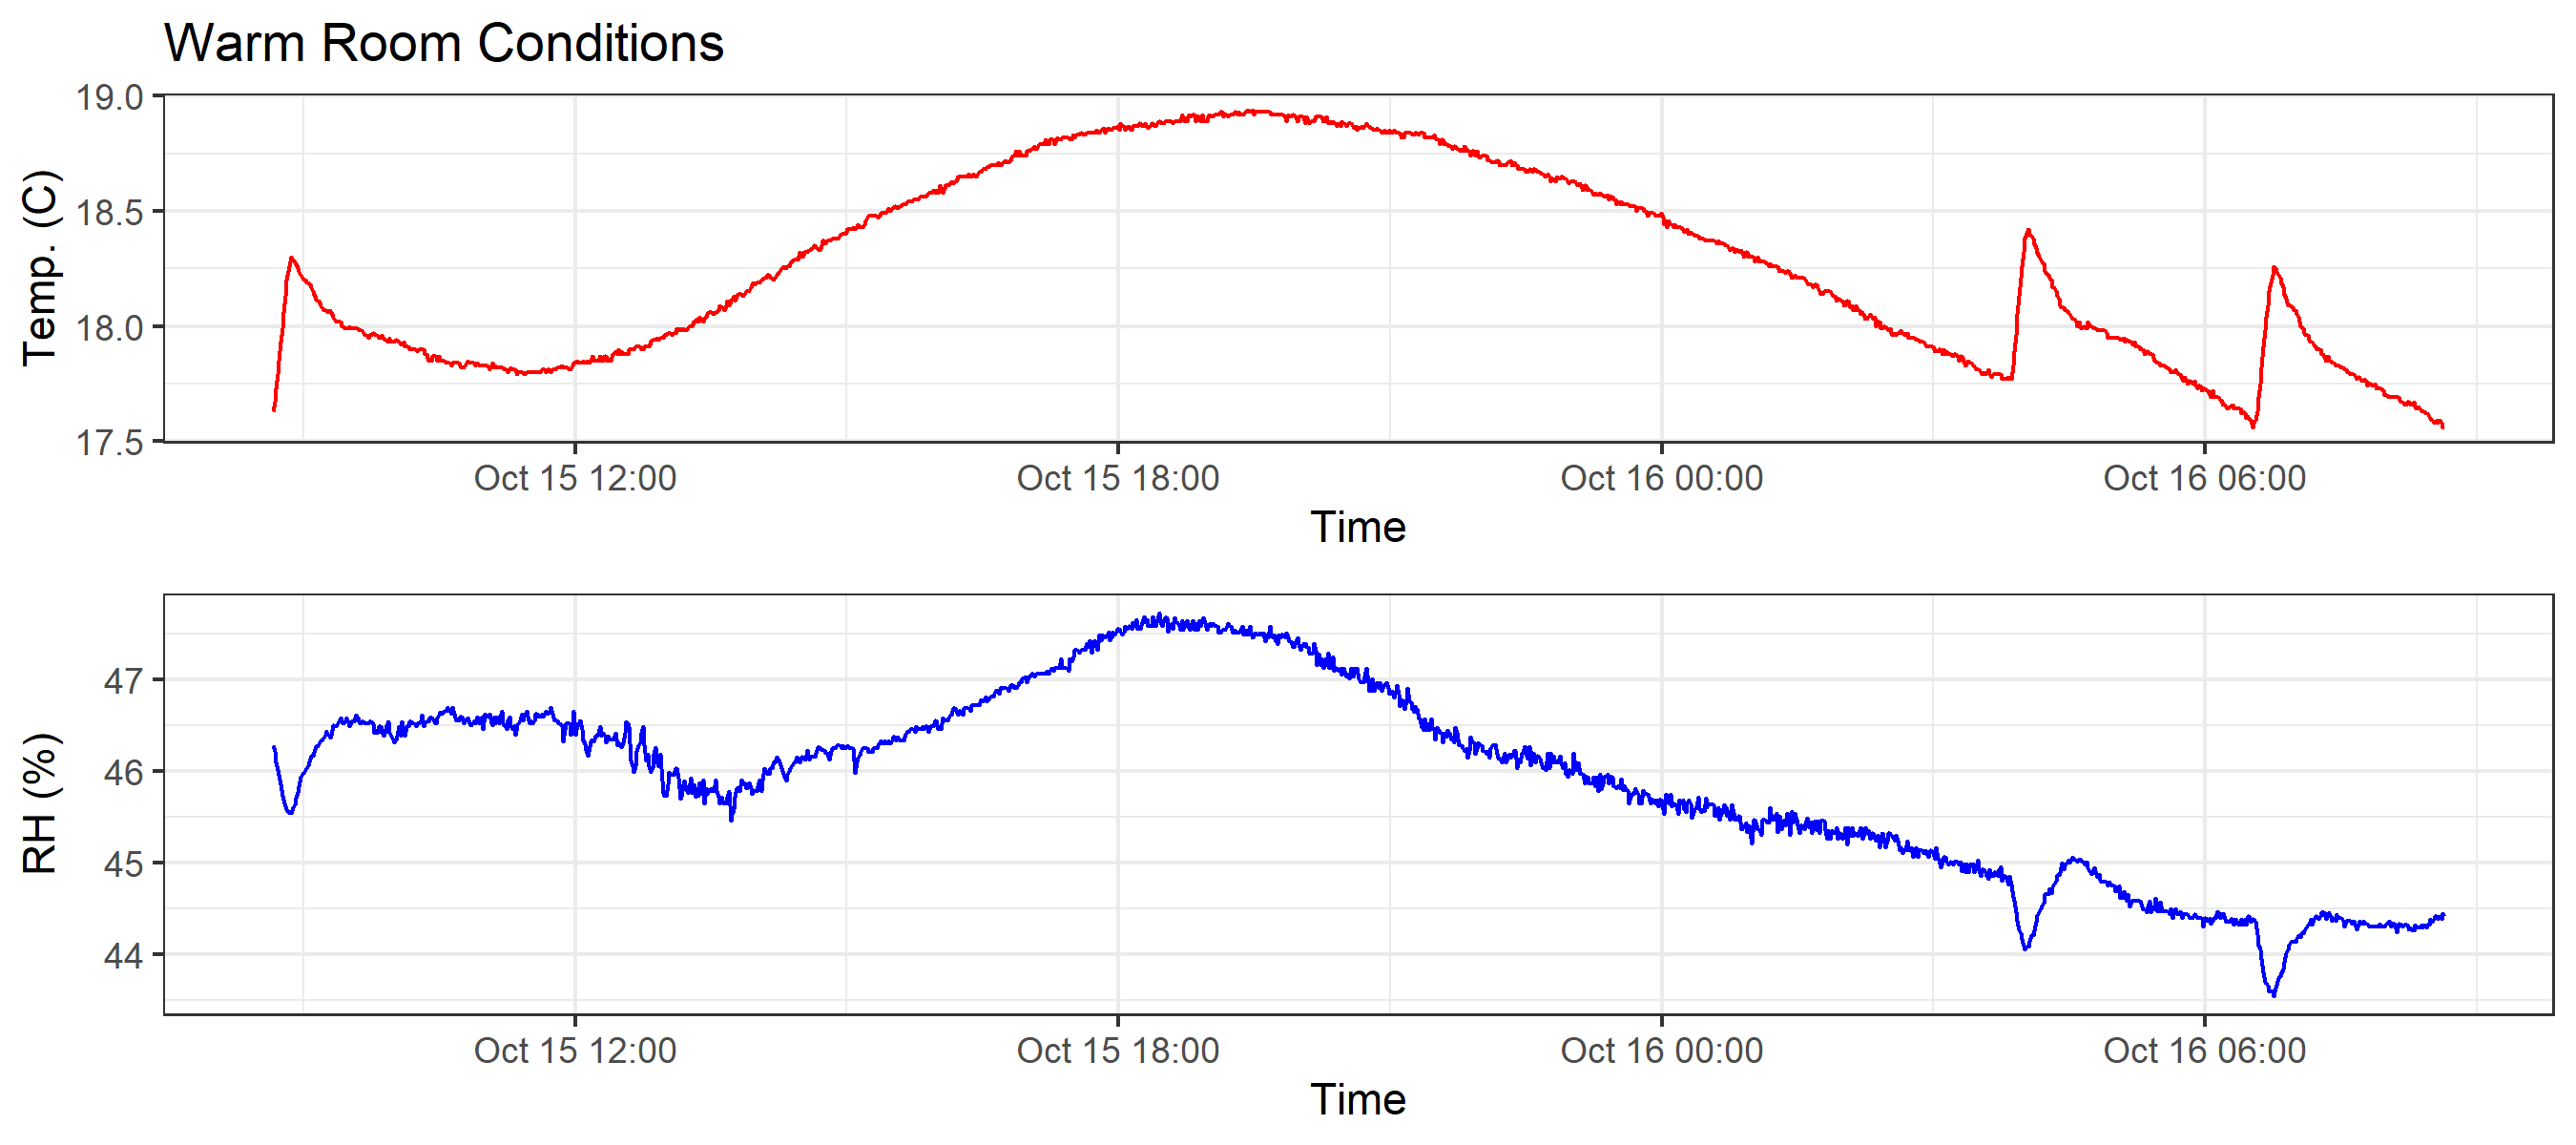 Warm Room Conditions
19.0
18.5
18.0
17.5
Temp. (C)
Oct 15 12:00 Oct 15 18:00 Oct 16 00:00 Oct 16 06:00
Time
47
46
45
44
RH (%)
Oct 15 12:00 Oct 15 18:00 Oct 16 00:00 Oct 16 06:00
Time